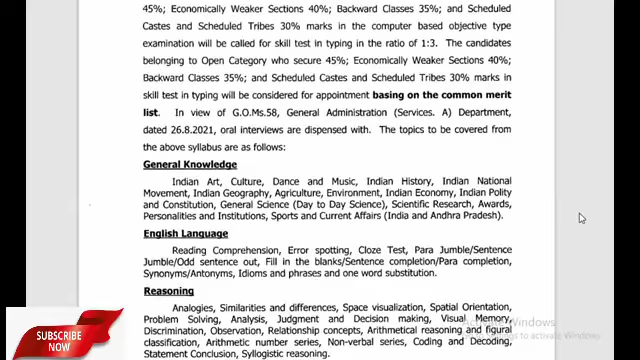 45%; Economically Weaker Sections 40%; Backward Classes 35%; and Scheduled
Castes and Scheduled Tribes 30% marks in the computer based objective type
examination will be called for skill test in typing in the ratio of 1:3. The candidates
belonging to Open Category who secure 45%; Economically Weaker Sections 40%;
Backward Classes 35%; and Scheduled Castes and Scheduled Tribes 30% marks in
skill test in typing will be considered for appointment basing on the common merit
list. In view of G.O.Ms.58, General Administration (Services. A) Department,
dated 26.8.2021, oral interviews are dispensed with. The topics to be covered from
the above syllabus are as follows:
General Knowledge
Indian Art, Culture, Dance and Music, Indian History, Indian National
Movement, Indian Geography, Agriculture, Environment, Indian Economy, Indian Polity
and Constitution, General Science (Day to Day Science), Scientific Research, Awards,
Personalities and Institutions, Sports and Current Affairs (India and Andhra Pradesh).
English Language
Reading Comprehension, Error spotting, Cloze Test, Para Jumble/Sentence
Jumble/Odd sentence out, Fill in the blanks/Sentence completion/Para completion,
Synonyms/Antonyms, Idioms and phrases and one word substitution.
Reasoning
Analogies, Similarities and differences, Space visualization, Spatial Orientation,
Problem Solving, Analysis, Judgment and Decision making, Visual Memory,
Discrimination, Observation, Relationship concepts, Arithmetical reasoning and figural
classification, Arithmetic number series, Non-verbal series, Coding and Decoding,
Statement Conclusion, Syllogistic reasoning.
Activate Windows
Go to Settings to activate Windows.
SUBSCRIBE
NOW